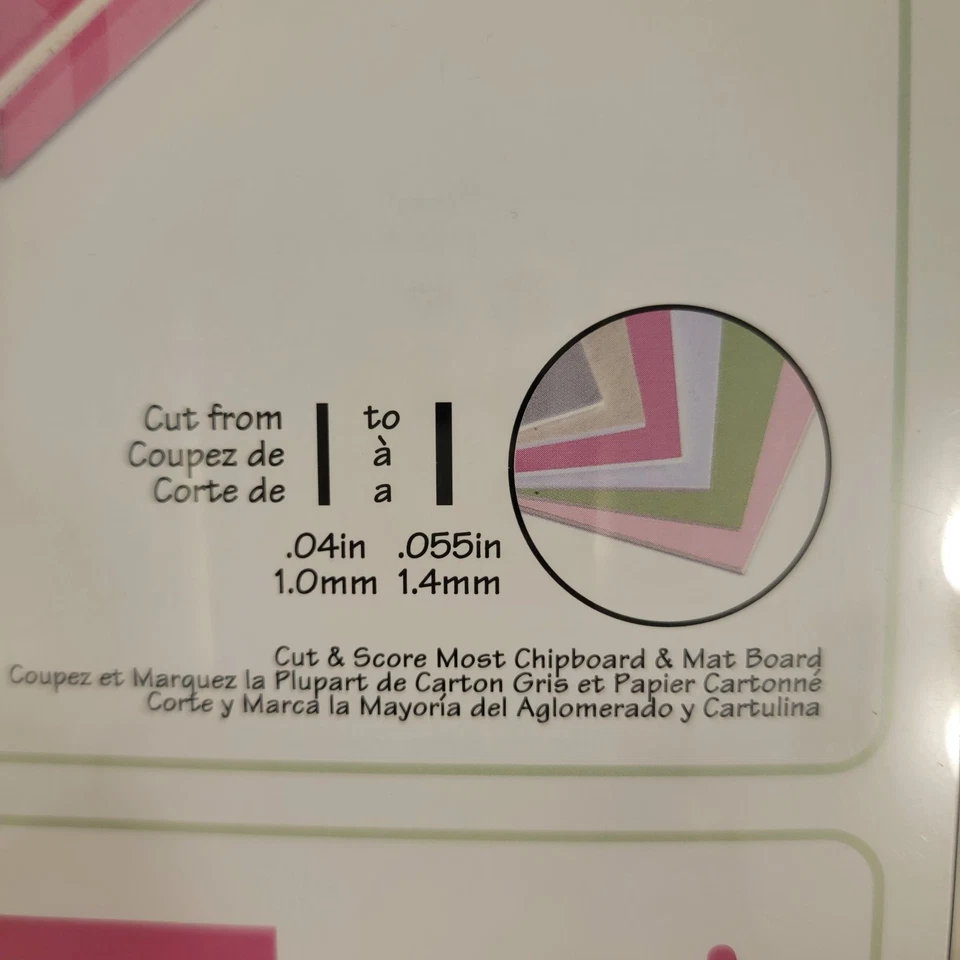 Cut from to
Coupez de à
Corte de a
.04in .055in
1.0mm 1.4mm
Cut & Score Most Chipboard & Mat Board
Coupez et Marquez la Plupart de Carton Gris et Papier Cartonné
Corte y Marca la Mayoría del Aglomerado y Cartulina